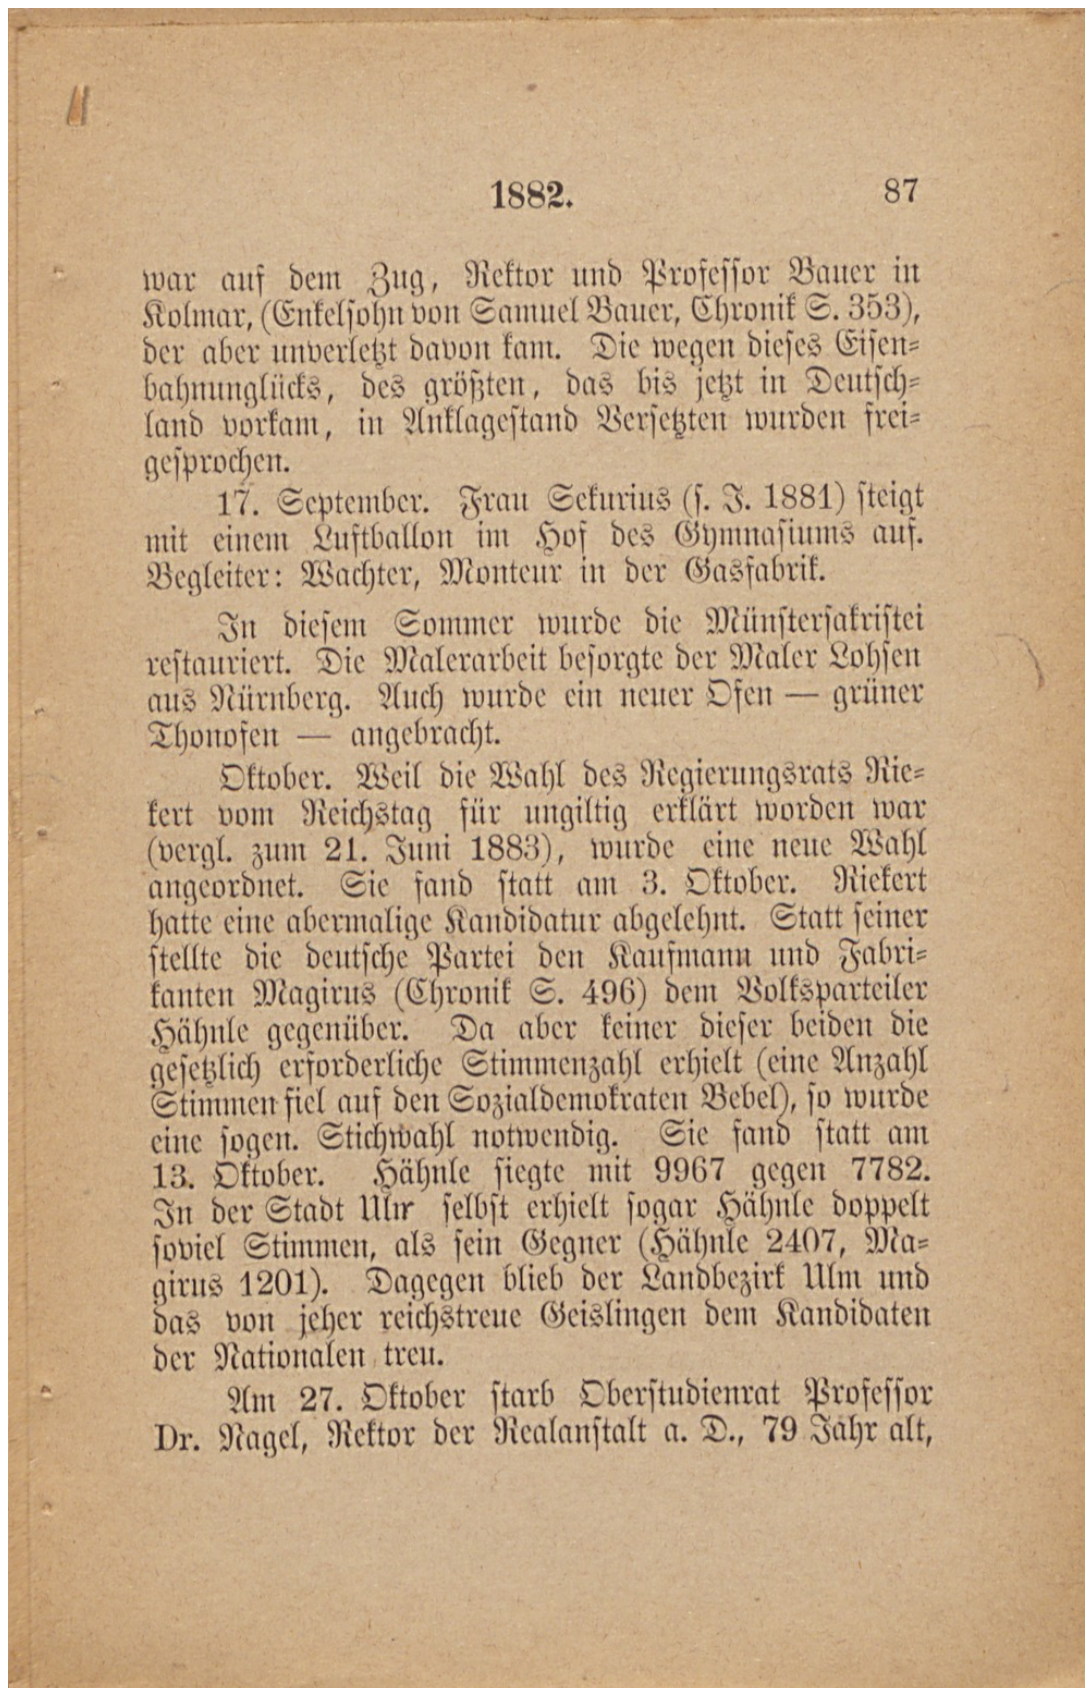 1882. 87
war auf dem Zug, Rektor und Professor Bauer in
Kolmar, (Enkelsohn von Samuel Bauer, Chronik S. 353),
der aber unverletzt davon kam. Die wegen dieses Eisen=
bahnunglücks, des größten, das bis jetzt in Deutsch=
land vorkam, in Anklagestand Versetzten wurden frei=
gesprochen.
17. September. Frau Sekurius (s. J. 1881) steigt
mit einem Luftballon im Hof des Gymnasiums auf.
Begleiter: Wachter, Monteur in der Gasfabrik.
In diesem Sommer wurde die Münstersakristei
restauriert. Die Malerarbeit besorgte der Maler Lohsen
aus Nürnberg. Auch wurde ein neuer Ofen — grüner
Thonofen — angebracht.
Oktober. Weil die Wahl des Regierungsrats Rie=
kert vom Reichstag für ungiltig erklärt worden war
(vergl. zum 21. Juni 1883), wurde eine neue Wahl
angeordnet. Sie fand statt am 3. Oktober. Riekert
hatte eine abermalige Kandidatur abgelehnt. Statt seiner
stellte die deutsche Partei den Kaufmann und Fabri=
kanten Magirus (Chronik S. 496) dem Volksparteiler
Hähnle gegenüber. Da aber keiner dieser beiden die
gesetzlich erforderliche Stimmenzahl erhielt (eine Anzahl
Stimmen fiel auf den Sozialdemokraten Bebel), so wurde
eine sogen. Stichwahl notwendig. Sie fand statt am
13. Oktober. Hähnle siegte mit 9967 gegen 7782.
In der Stadt Ulm selbst erhielt sogar Hähnle doppelt
soviel Stimmen, als sein Gegner (Hähnle 2407, Ma=
girus 1201). Dagegen blieb der Landbezirk Ulm und
das von jeher reichstreue Geislingen dem Kandidaten
der Nationalen treu.
Am 27. Oktober starb Oberstudienrat Professor
Dr. Nagel, Rektor der Realanstalt a. D., 79 Jahr alt,